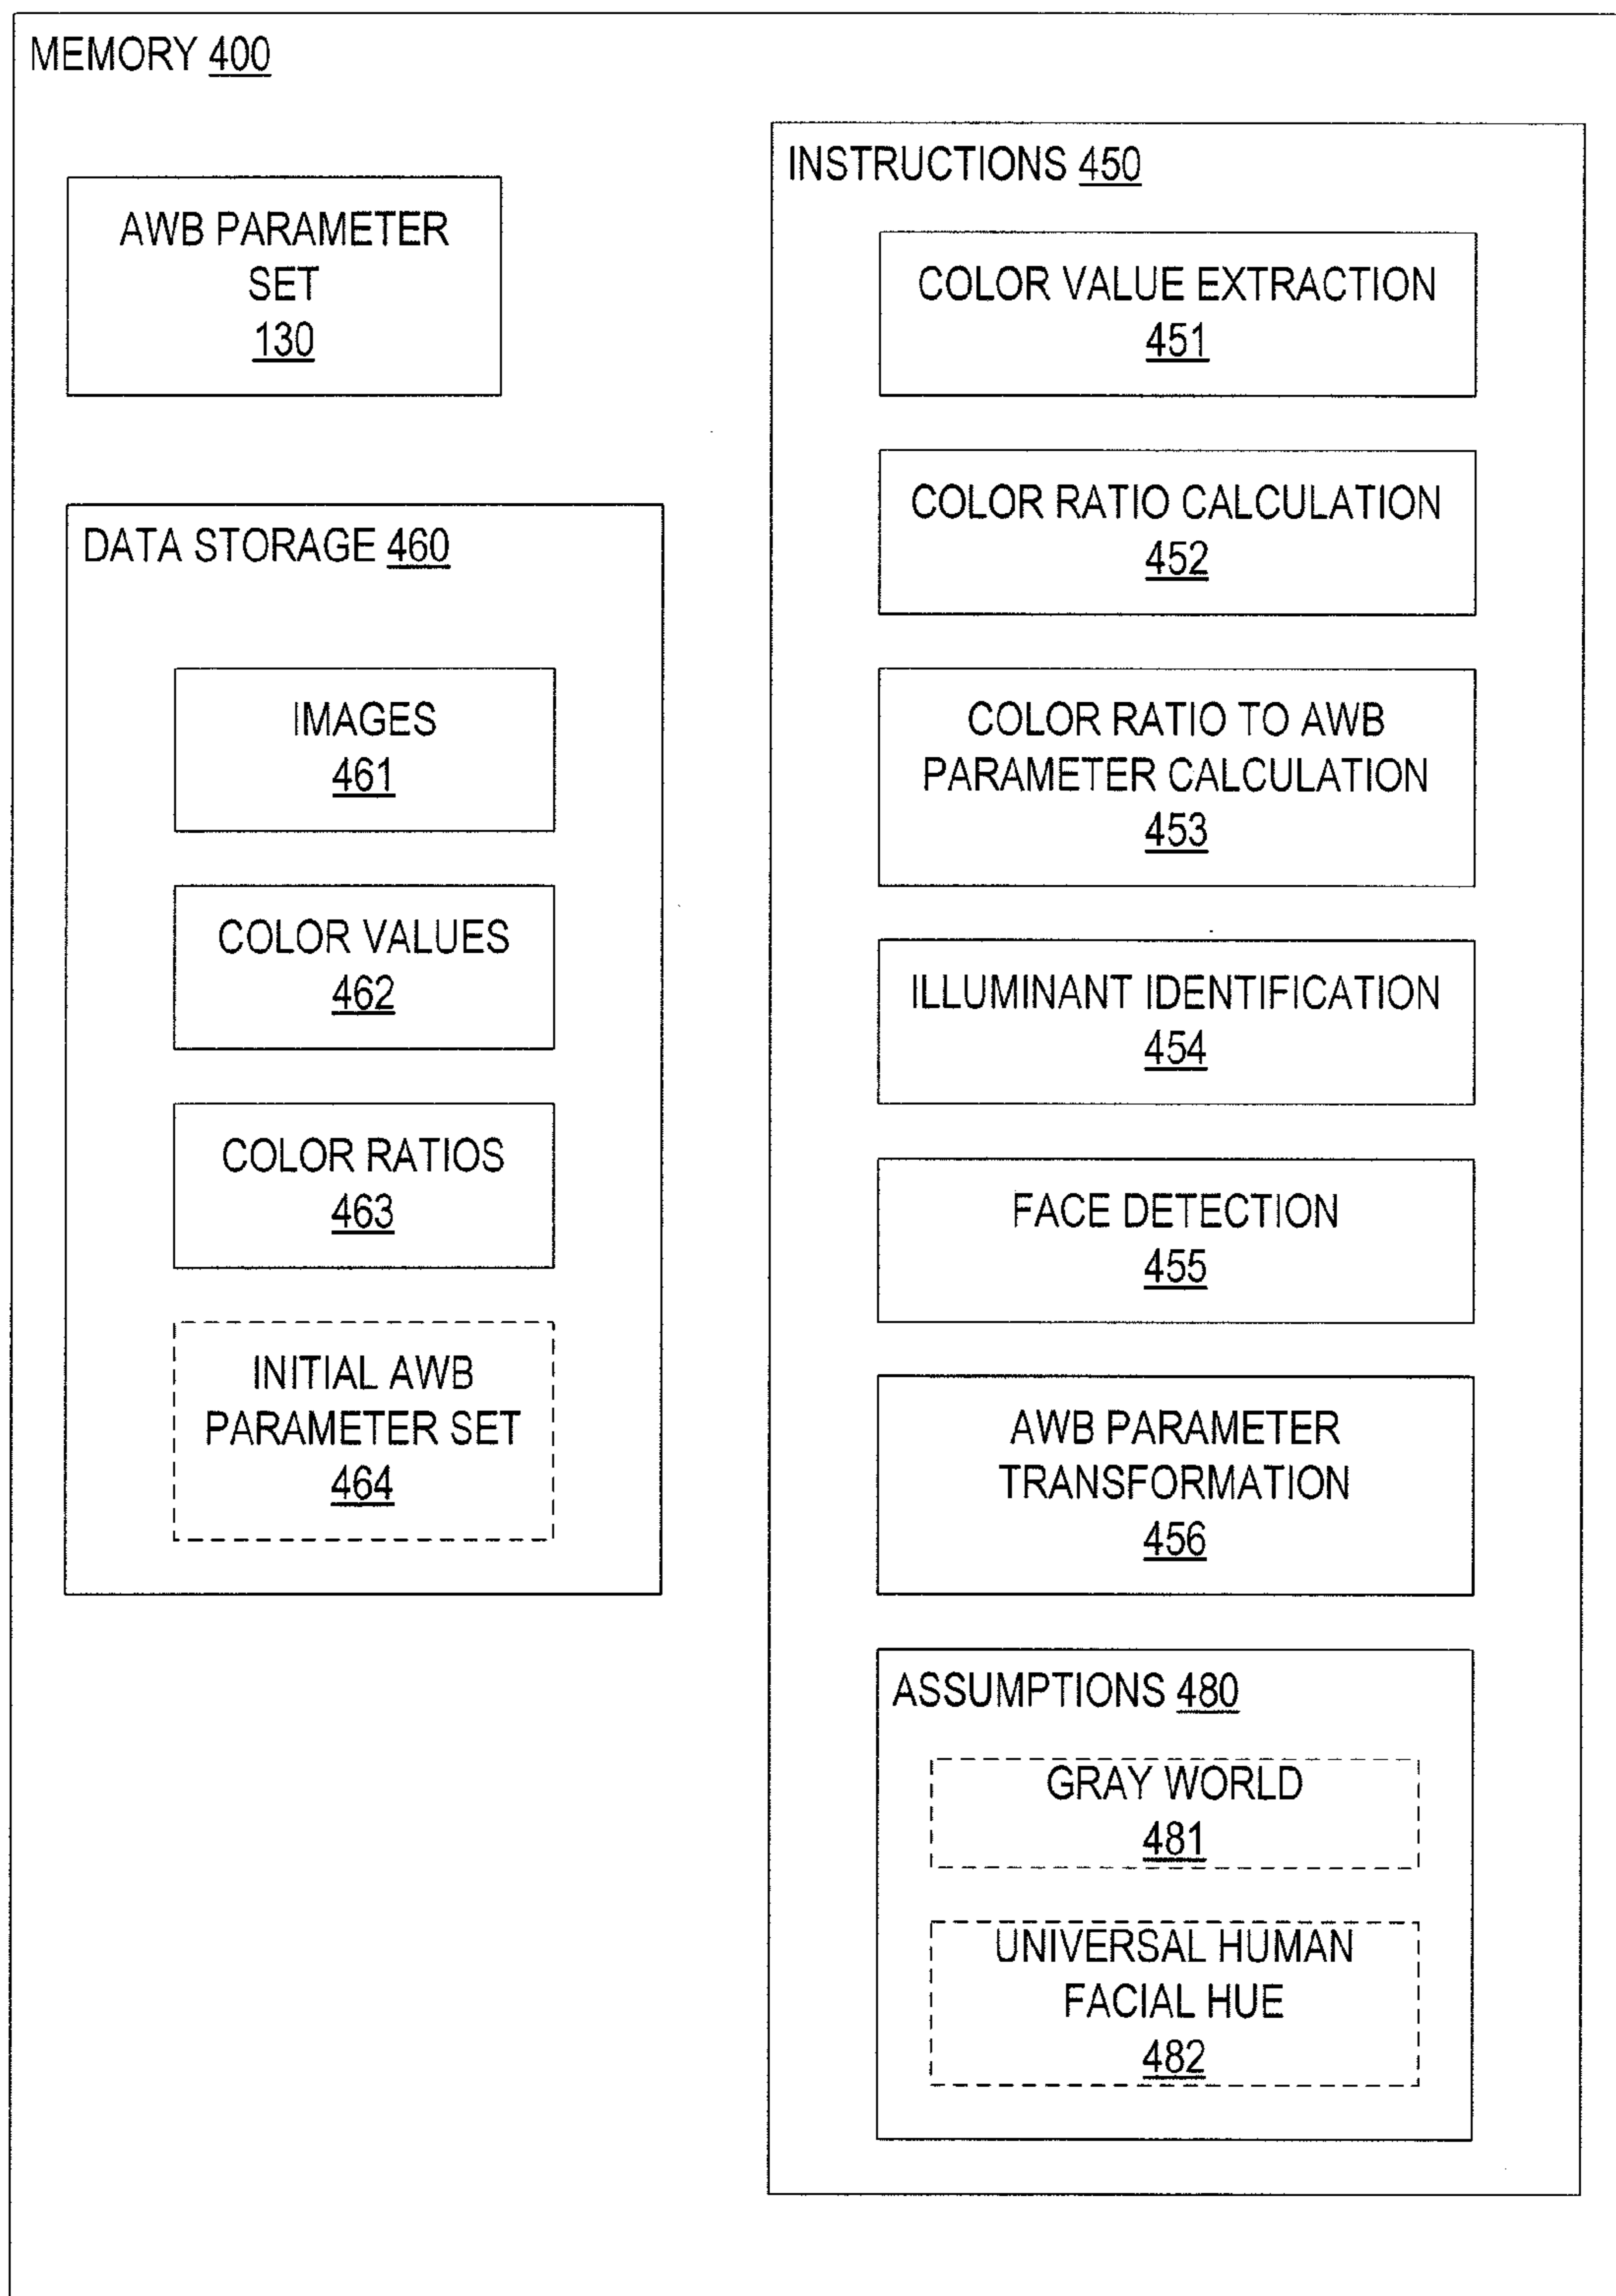 MEMORY 400
AWB PARAMETER
SET
130
DATA STORAGE 460
IMAGES
461
COLOR VALUES
462
COLOR RATIOS
463
INITIAL AWB
PARAMETER SET
464
INSTRUCTIONS 450
COLOR VALUE EXTRACTION
451
COLOR RATIO CALCULATION
452
COLOR RATIO TO AWB
PARAMETER CALCULATION
453
ILLUMINANT IDENTIFICATION
454
FACE DETECTION
455
AWB PARAMETER
TRANSFORMATION
456
ASSUMPTIONS 480
GRAY WORLD
481
UNIVERSAL HUMAN
FACIAL HUE
482